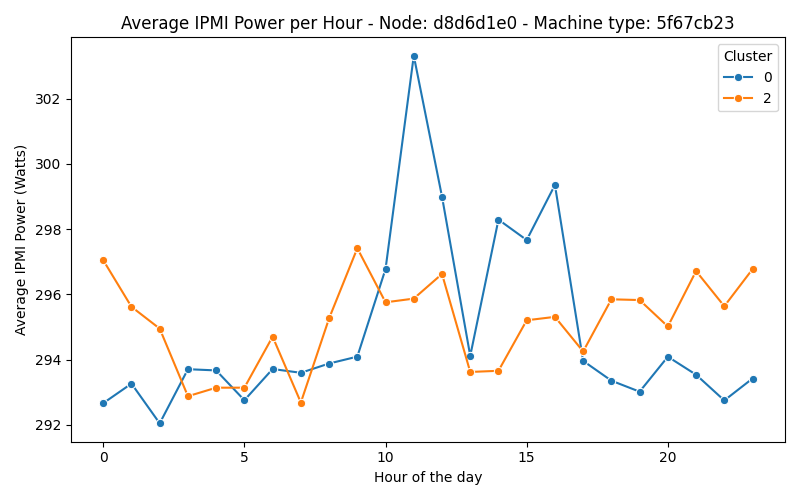 Average IPMI Power per Hour - Node: d8d6d1e0 - Machine type: 5f67cb23
Cluster
0
2
302
300
298
296
294
292
Average IPMI Power (Watts)
0 5 10 15 20
Hour of the day